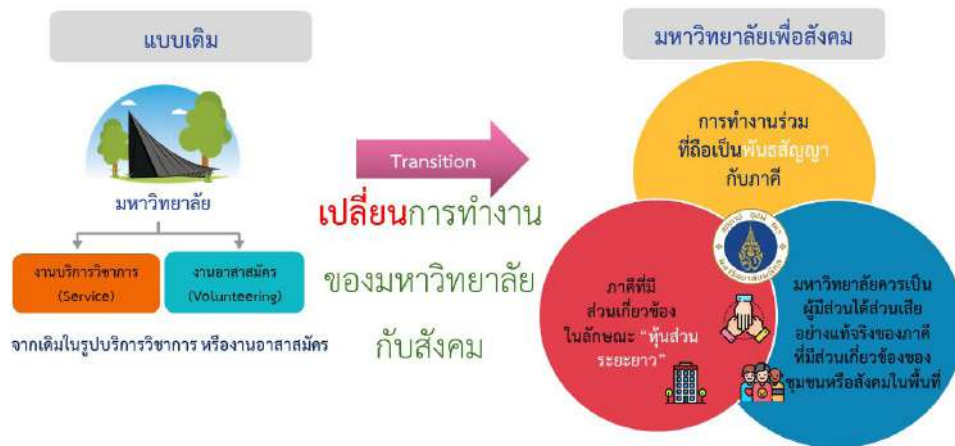 แบบเดิม
มหาวิทยาลัย
งานบริการวิชาการ
(Service)
งานอาสาสมัคร
(Volunteering)
จากเดิมในรูปบริการวิชาการ หรืองานอาสาสมัคร
Transition
เปลี่ยนการทำงาน
ของมหาวิทยาลัย
กับสังคม
มหาวิทยาลัยเพื่อสังคม
การทำงานร่วม
ที่ถือเป็นพันธสัญญา
กับภาคี
ภาคีที่มี
ส่วนเกี่ยวข้อง
ในลักษณะ “หุ้นส่วน
ระยะยาว”
มหาวิทยาลัยควรเป็น
ผู้มีส่วนได้ส่วนเสีย
อย่างแท้จริงของภาคี
ที่มีส่วนเกี่ยวข้องของ
ชุมชนหรือสังคมในพื้นที่